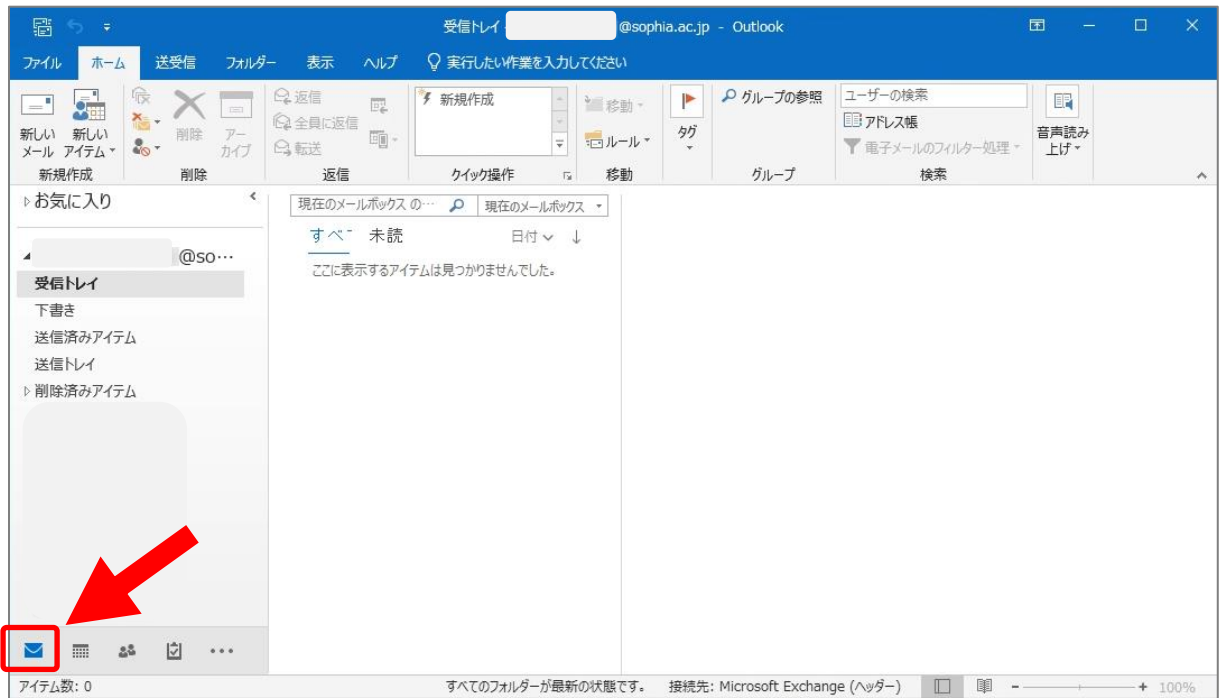 受信トレイ - @sophia.ac.jp - Outlook
ファイル ホーム 送受信 フォルダー 表示 ヘルプ 実行したい作業を入力してください
新しい
メール
新しい
アイテム
削除
アー
カイブ
返信
全員に返信
転送
新規作成
移動
ルール
タグ
グループの参照
ユーザーの検索
アドレス帳
電子メールのフィルター処理
音声読み
上げ
新規作成 削除 返信 クイック操作 移動 グループ 検索
お気に入り
@so…
受信トレイ
下書き
送信済みアイテム
送信トレイ
削除済みアイテム
現在のメールボックス の… 現在のメールボックス
すべ 未読 日付 ↓
ここに表示するアイテムは見つかりませんでした。
アイテム数: 0 すべてのフォルダーが最新の状態です。 接続先: Microsoft Exchange (ヘッダー) - + 100%